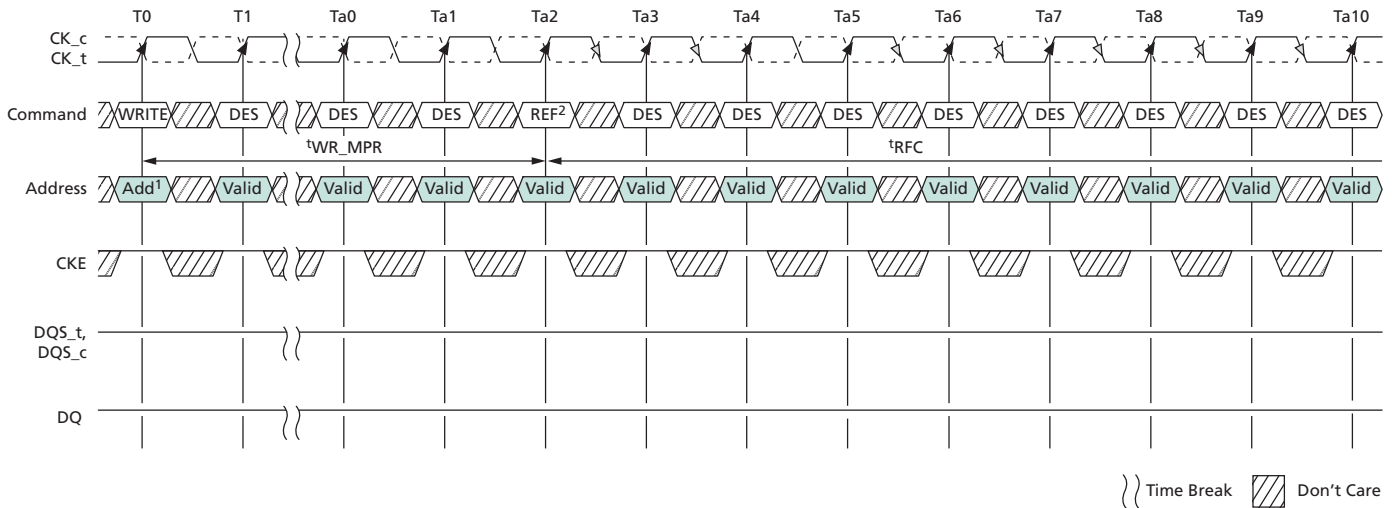 T0 T1 Ta0 Ta1 Ta2 Ta3 Ta4 Ta5 Ta6 Ta7 Ta8 Ta9 Ta10
CK_c
CK_t
Command WRITE DES DES DES REF2 DES DES DES DES DES DES DES DES
tWR_MPR tRFC
Address Add1 Valid Valid Valid Valid Valid Valid Valid Valid Valid Valid Valid Valid
CKE
DQS_t,
DQS_c
DQ
Time Break Don't Care